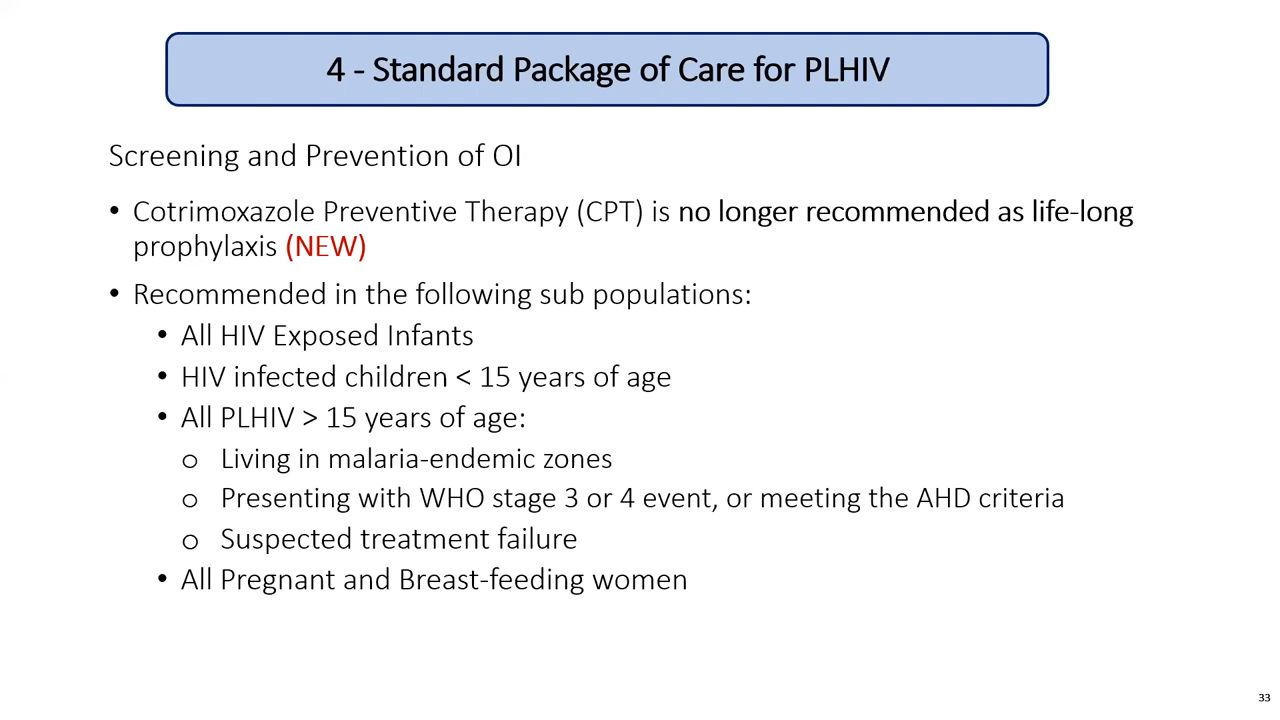 4 - Standard Package of Care for PLHIV
Screening and Prevention of OI
• Cotrimoxazole Preventive Therapy (CPT) is no longer recommended as life-long
prophylaxis (NEW)
• Recommended in the following sub populations:
• All HIV Exposed Infants
• HIV infected children < 15 years of age
• All PLHIV > 15 years of age:
o Living in malaria-endemic zones
o Presenting with WHO stage 3 or 4 event, or meeting the AHD criteria
o Suspected treatment failure
• All Pregnant and Breast-feeding women
33